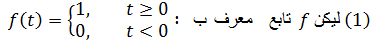 (1) ليكن f تابع معرف ب : f(t) = {1, t ≥ 0
0, t < 0